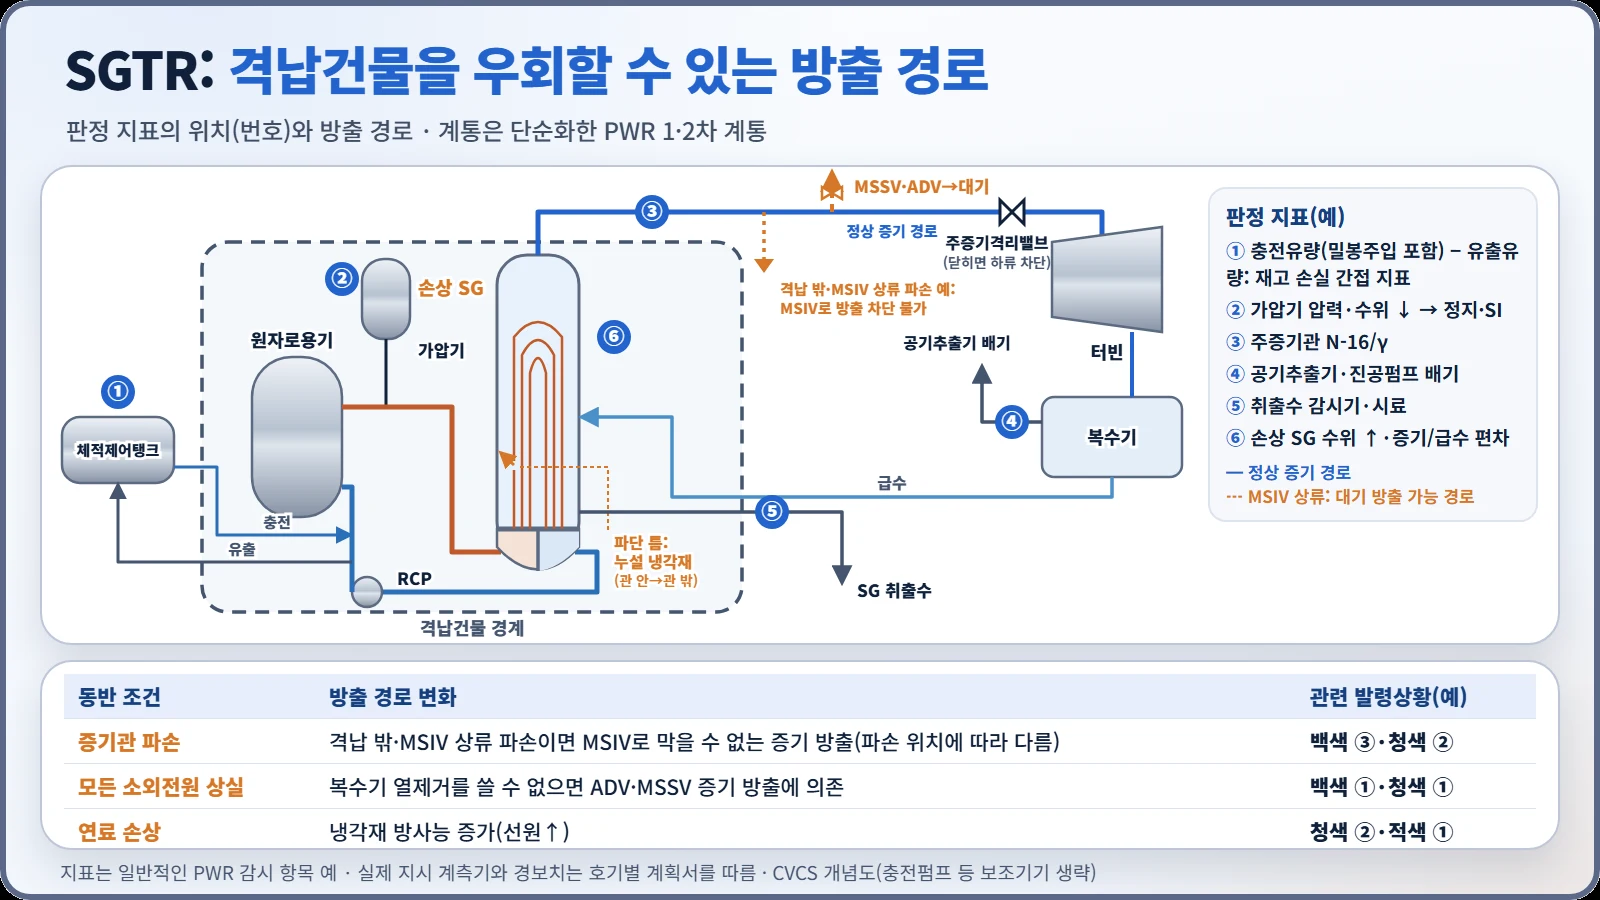 SGTR: 격납건물을 우회할 수 있는 방출 경로
판정 지표의 위치(번호)와 방출 경로 · 계통은 단순화한 PWR 1·2차 계통
MSSV·ADV→대기
③
정상 증기 경로
주증기격리밸브
(닫히면 하류 차단)
②
손상 SG
격납 밖·MSIV 상류 파손 예:
MSIV로 방출 차단 불가
원자로용기
가압기
⑥
공기추출기 배기
터빈
①
체적제어탱크
④
복수기
급수
⑤
충전
유출
파단 틈:
누설 냉각재
(관 안→관 밖)
RCP
SG 취출수
격납건물 경계
판정 지표(예)
① 충전유량(밀봉주입 포함) − 유출유
량: 재고 손실 간접 지표
② 가압기 압력·수위 ↓ → 정지·SI
③ 주증기관 N-16/γ
④ 공기추출기·진공펌프 배기
⑤ 취출수 감시기·시료
⑥ 손상 SG 수위 ↑·증기/급수 편차
━ 정상 증기 경로
┅ MSIV 상류: 대기 방출 가능 경로
동반 조건 방출 경로 변화 관련 발령상황(예)
증기관 파손 격납 밖·MSIV 상류 파손이면 MSIV로 막을 수 없는 증기 방출(파손 위치에 따라 다름) 백색 ③·청색 ②
모든 소외전원 상실 복수기 열제거를 쓸 수 없으면 ADV·MSSV 증기 방출에 의존 백색 ①·청색 ①
연료 손상 냉각재 방사능 증가(선원↑) 청색 ②·적색 ①
지표는 일반적인 PWR 감시 항목 예 · 실제 지시 계측기와 경보치는 호기별 계획서를 따름 · CVCS 개념도(충전펌프 등 보조기기 생략)